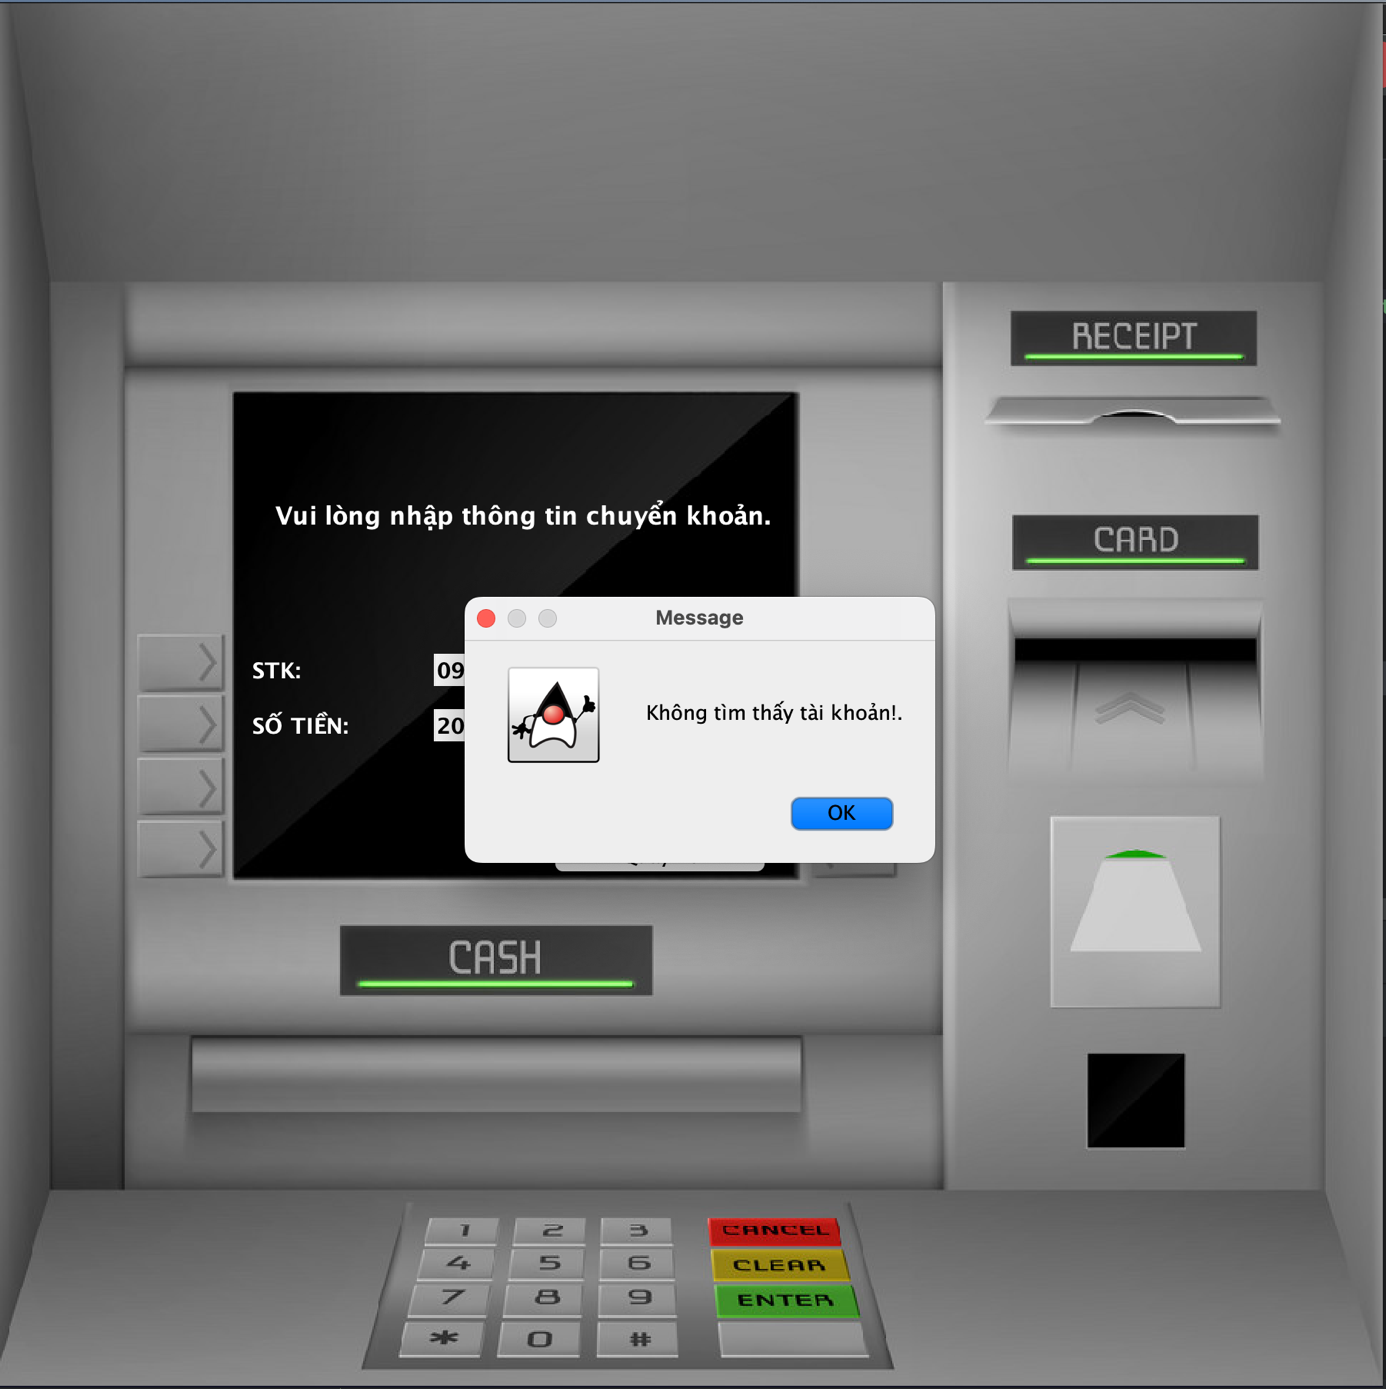 RECEIPT
Vui lòng nhập thông tin chuyển khoản.
CARD
Message
STK:
09
Không tìm thấy tài khoản!.
SỐ TIỀN:
20
OK
CASH
1 2 3 CANCEL
4 5 6 CLEAR
7 8 9 ENTER
* 0 #